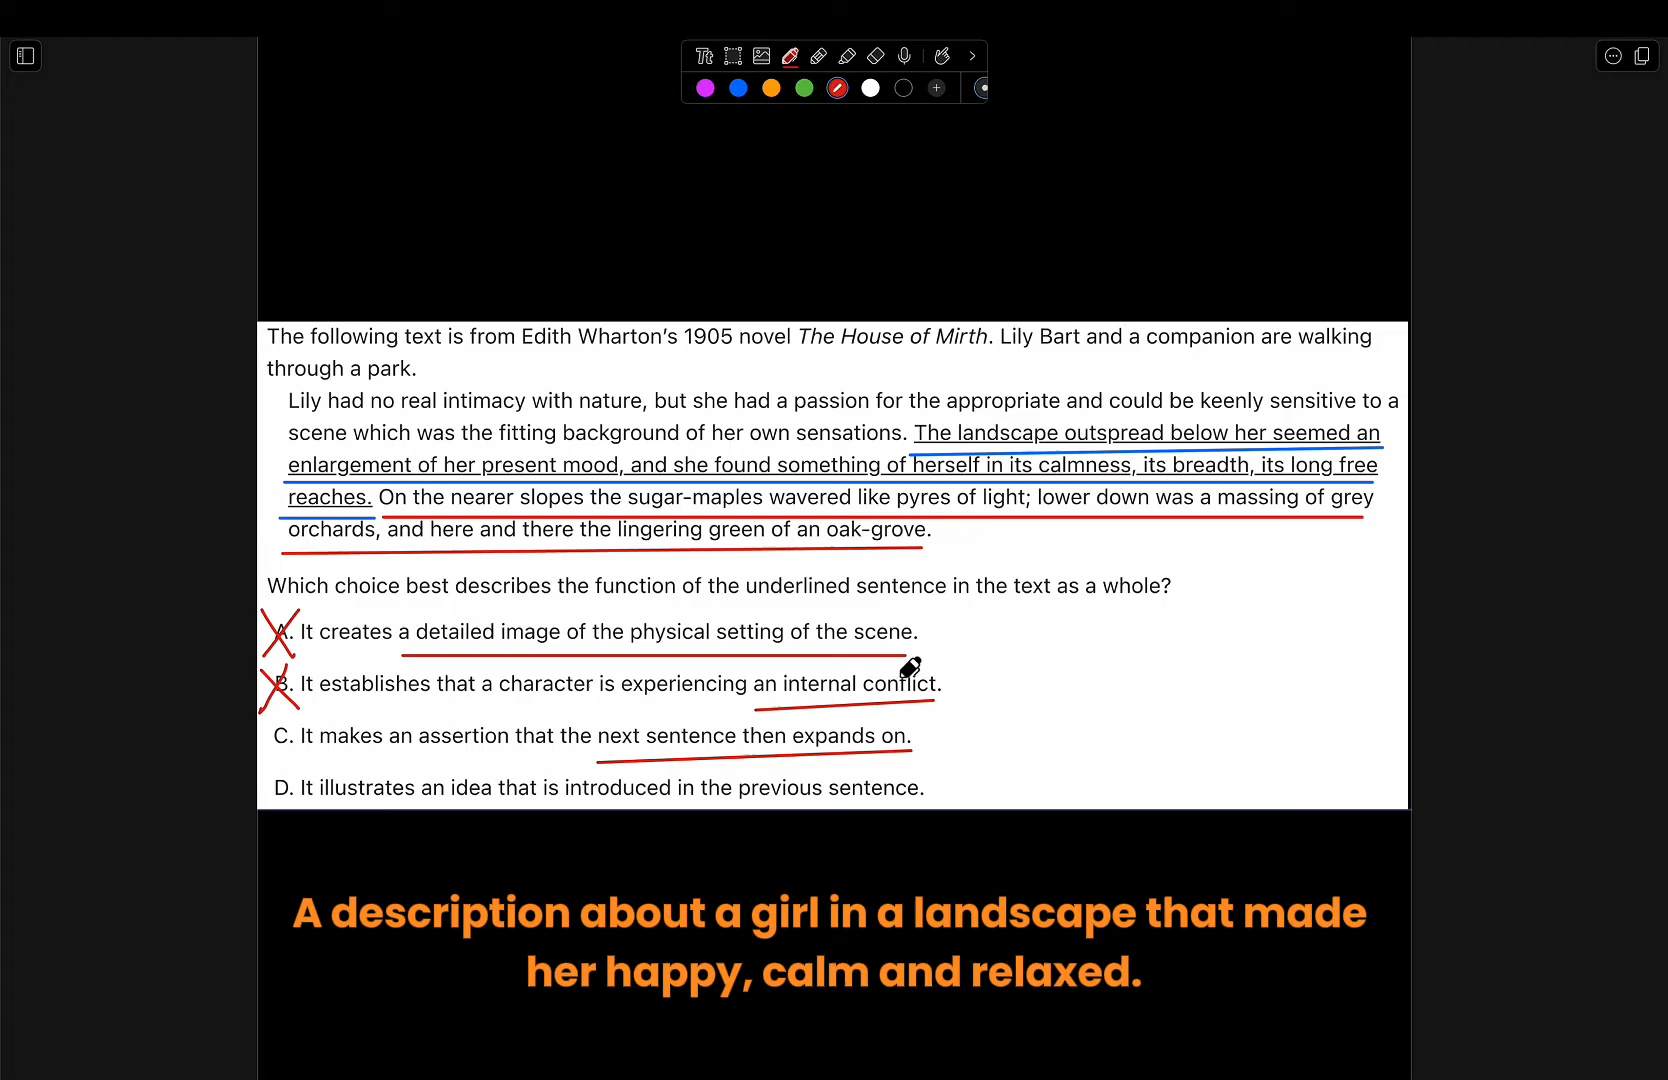 Tt
The following text is from Edith Wharton’s 1905 novel The House of Mirth. Lily Bart and a companion are walking
through a park.
Lily had no real intimacy with nature, but she had a passion for the appropriate and could be keenly sensitive to a
scene which was the fitting background of her own sensations. The landscape outspread below her seemed an
enlargement of her present mood, and she found something of herself in its calmness, its breadth, its long free
reaches. On the nearer slopes the sugar-maples wavered like pyres of light; lower down was a massing of grey
orchards, and here and there the lingering green of an oak-grove.
Which choice best describes the function of the underlined sentence in the text as a whole?
A. It creates a detailed image of the physical setting of the scene.
B. It establishes that a character is experiencing an internal conflict.
C. It makes an assertion that the next sentence then expands on.
D. It illustrates an idea that is introduced in the previous sentence.
A description about a girl in a landscape that made
her happy, calm and relaxed.